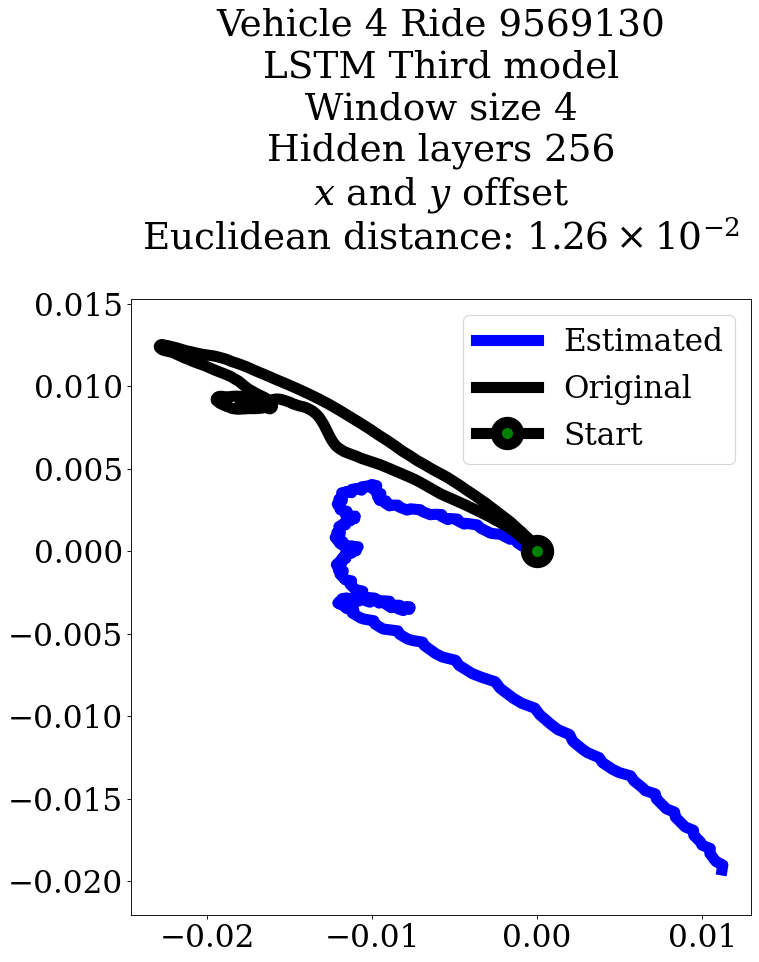 Vehicle 4 Ride 9569130
LSTM Third model
Window size 4
Hidden layers 256
x and y offset
Euclidean distance: 1.26 × 10⁻²
0.015
0.010
0.005
0.000
−0.005
−0.010
−0.015
−0.020
Estimated
Original
Start
−0.02 −0.01 0.00 0.01